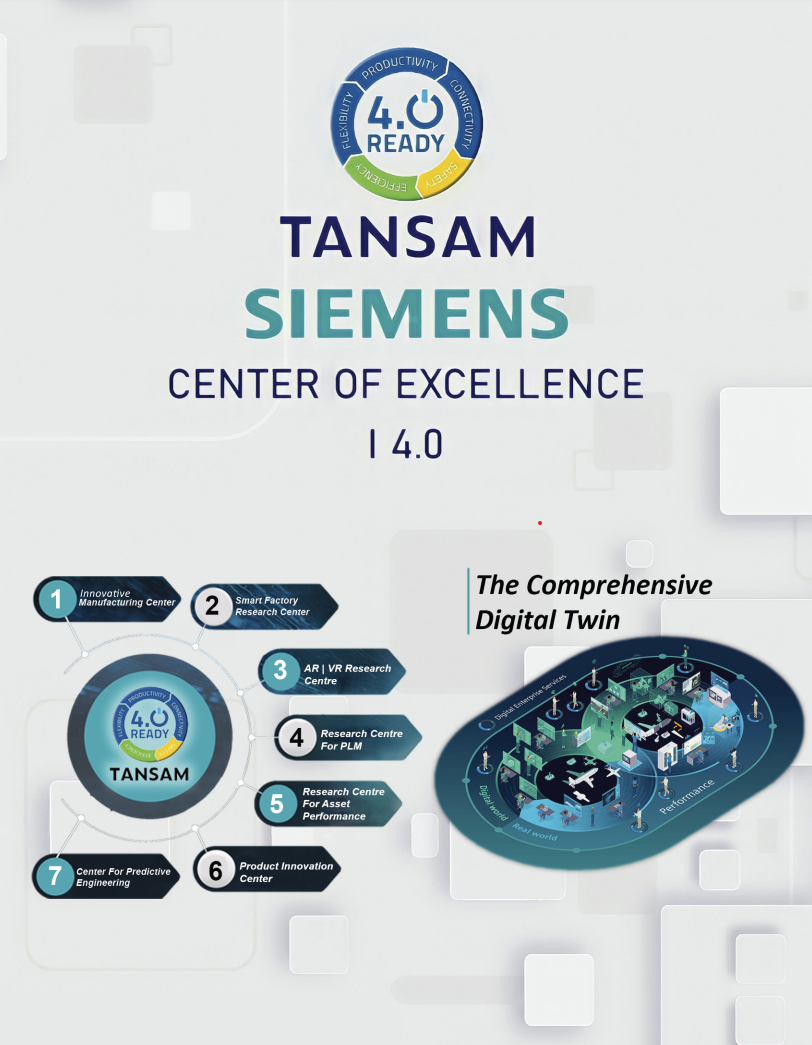 PRODUCTIVITY
CONNECTIVITY
FLEXIBILITY
SAFETY
EFFICIENCY
4.0
READY
TANSAM
SIEMENS
CENTER OF EXCELLENCE
I 4.0
1
Innovative
Manufacturing Center
2
Smart Factory
Research Center
3
AR | VR Research
Centre
4
Research Centre
For PLM
5
Research Centre
For Asset
Performance
6
Product Innovation
Center
7
Center For Predictive
Engineering
PRODUCTIVITY
CONNECTIVITY
FLEXIBILITY
4.0
READY
TANSAM
The Comprehensive
Digital Twin
Digital Enterprise Services
Digital world
Real world
Performance